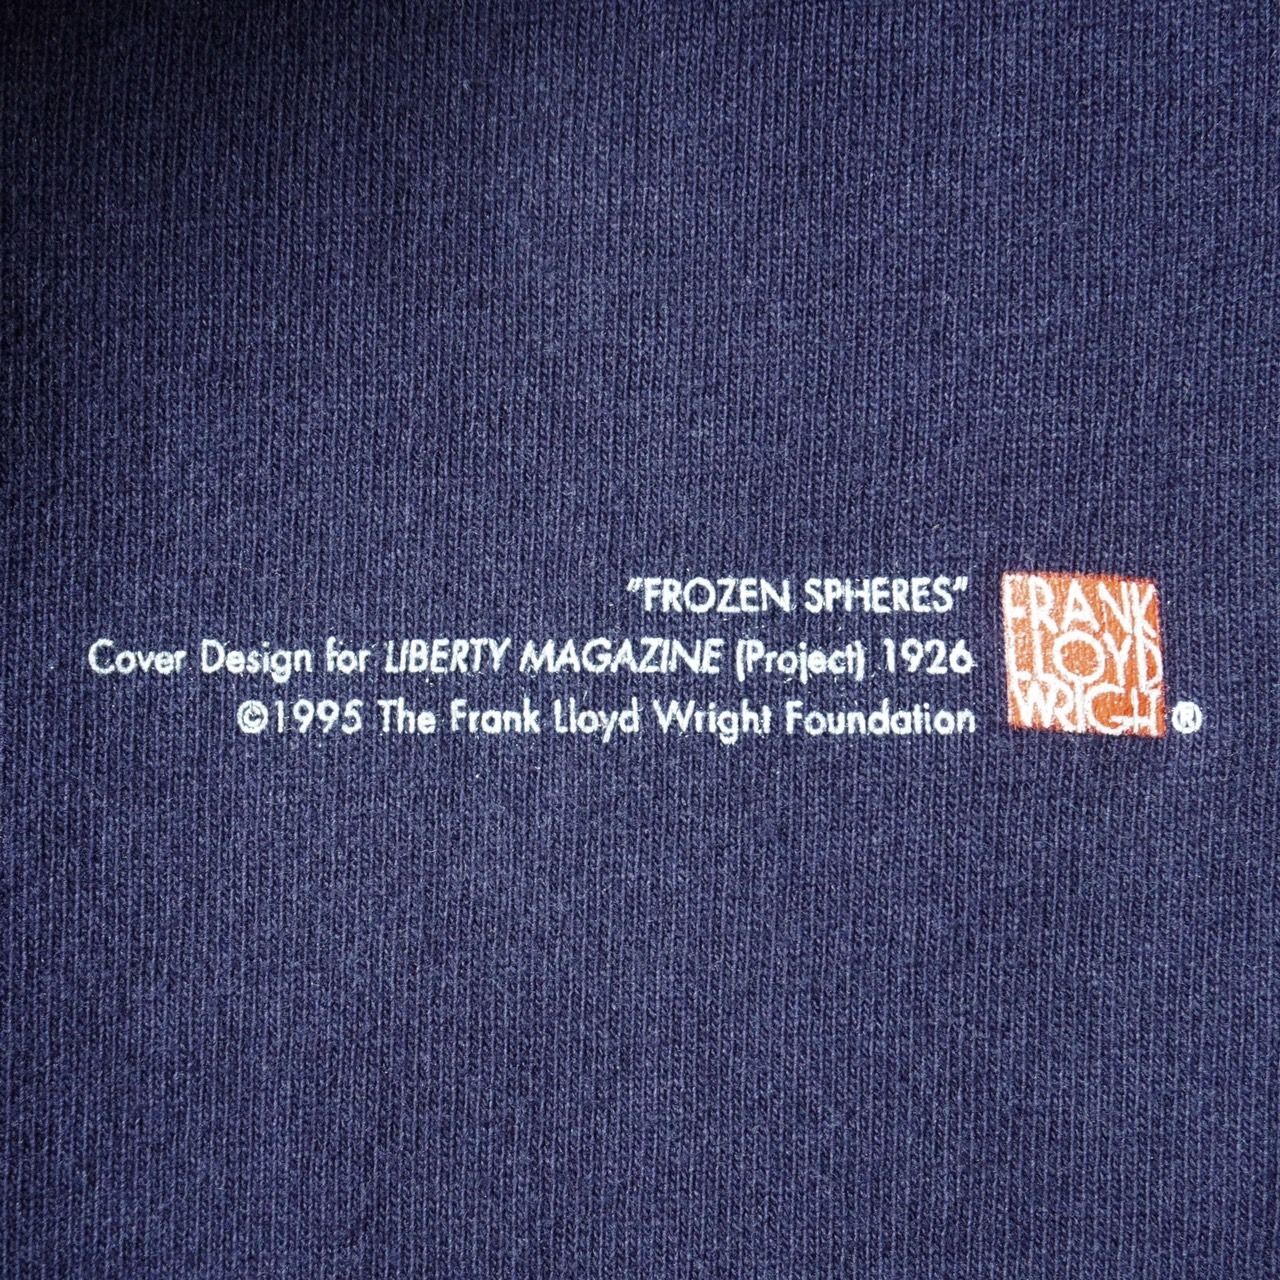 "FROZEN SPHERES"
Cover Design for LIBERTY MAGAZINE (Project) 1926
©1995 The Frank Lloyd Wright Foundation
FRANK
LLOYD
WRIGHT ®